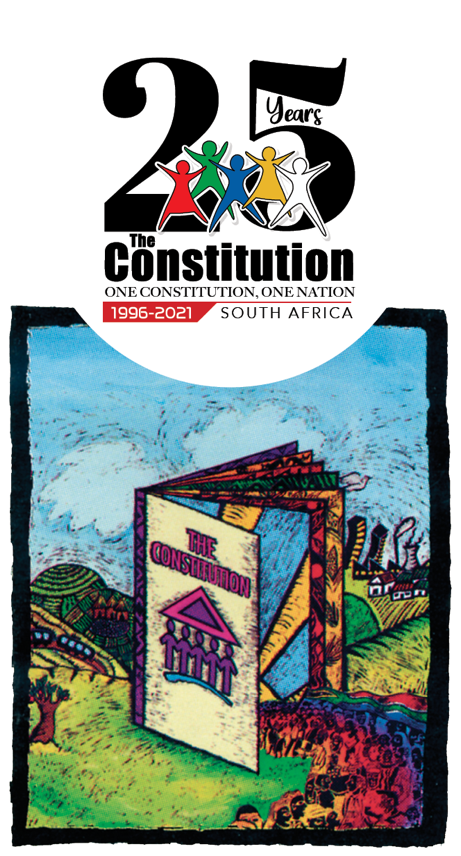 25
Years
The
Constitution
ONE CONSTITUTION, ONE NATION
1996-2021 SOUTH AFRICA
THE
CONSTITUTION